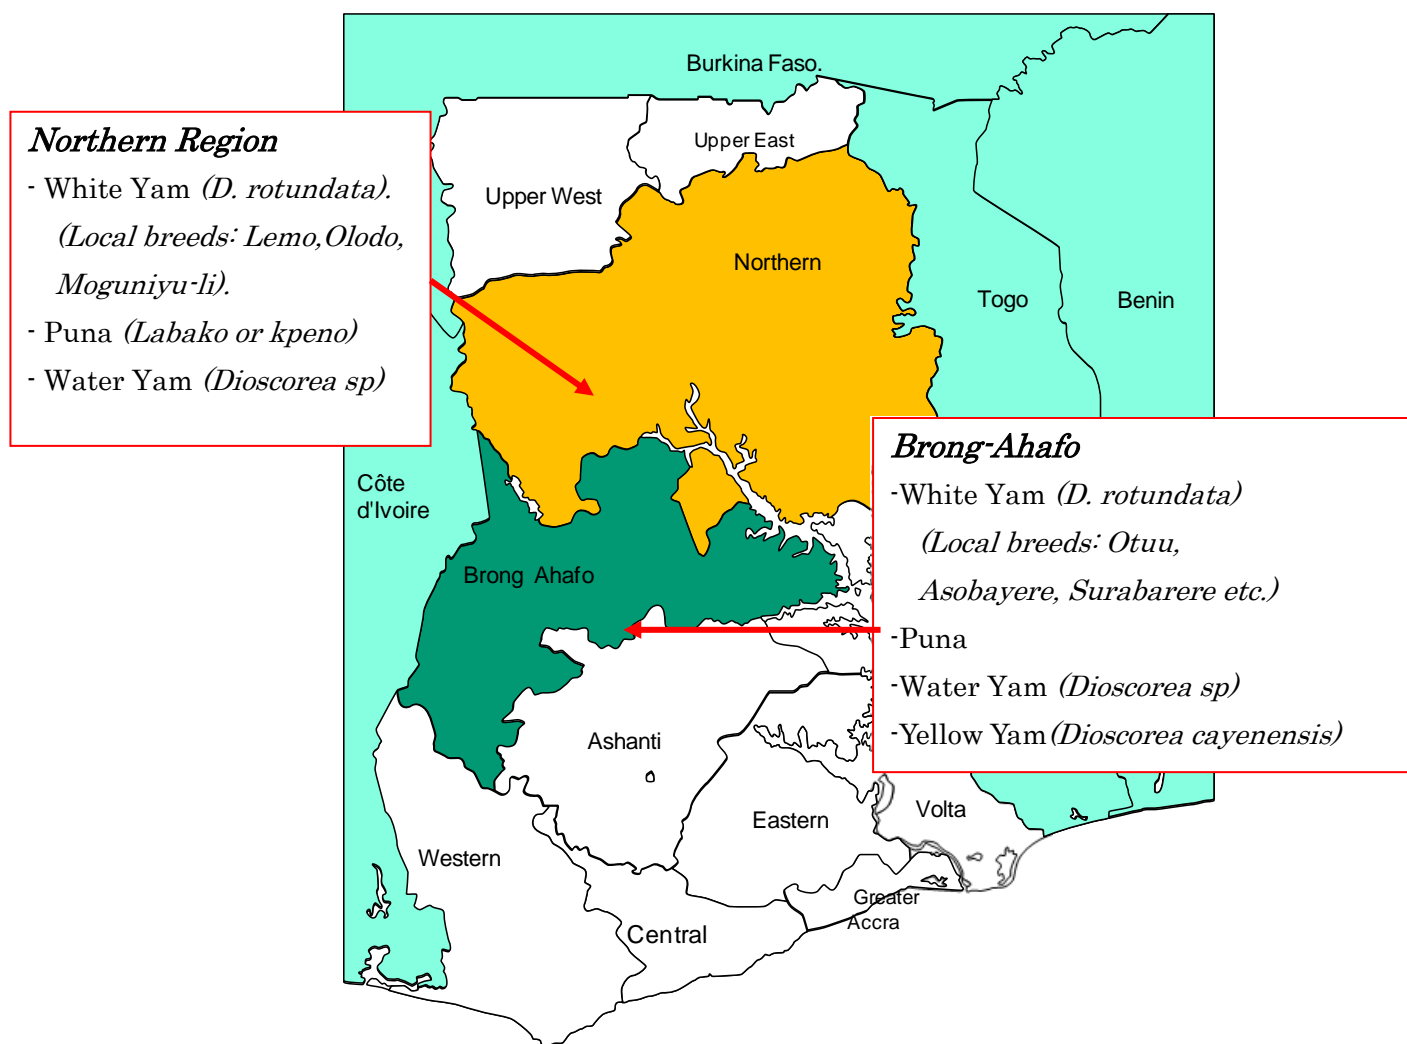 Burkina Faso.
Northern Region
- White Yam (D. rotundata).
(Local breeds: Lemo,Olodo,
Moguniyu-li).
- Puna (Labako or kpeno)
- Water Yam (Dioscorea sp)
Upper East
Upper West
Northern
Togo
Benin
Côte
d'Ivoire
Brong-Ahafo
-White Yam (D. rotundata)
(Local breeds: Otuu,
Asobayere, Surabarere etc.)
-Puna
-Water Yam (Dioscorea sp)
-Yellow Yam(Dioscorea cayenensis)
Brong Ahafo
Ashanti
Eastern
Volta
Western
Greater
Accra
Central